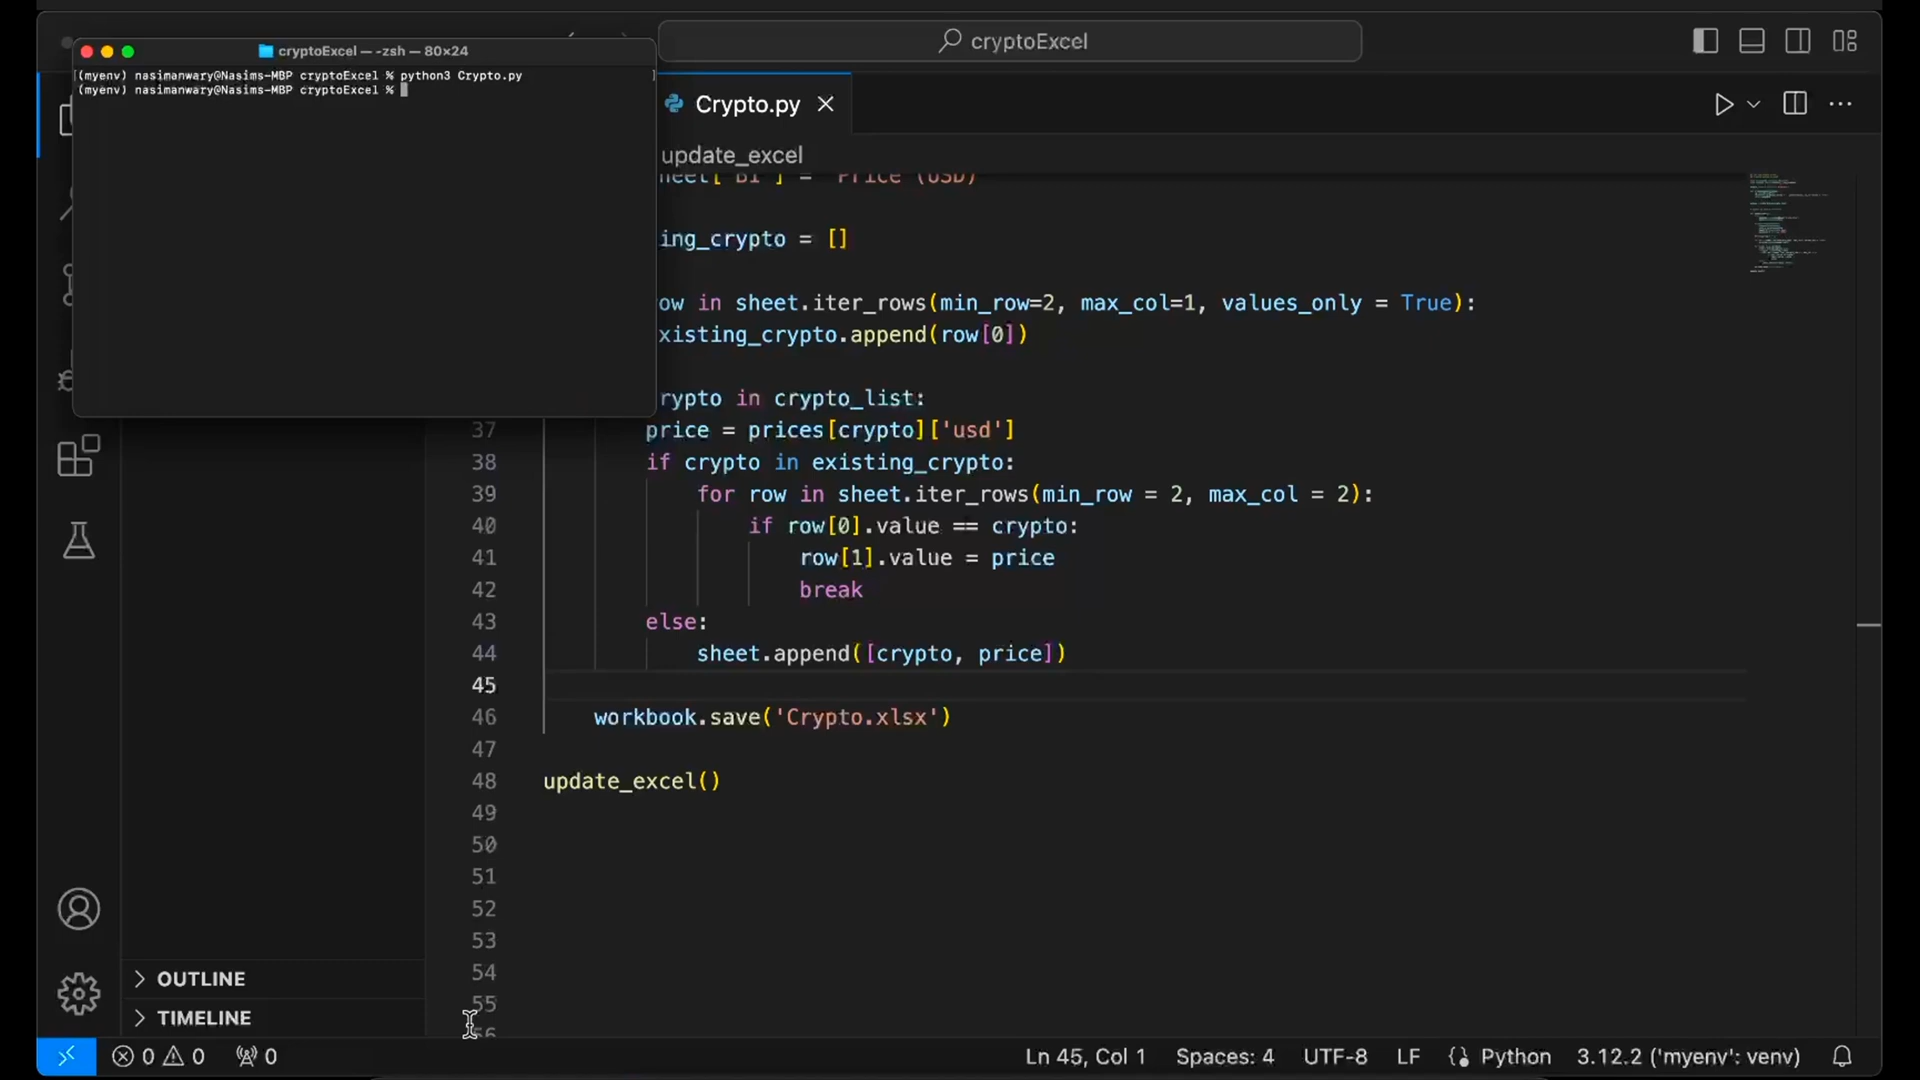 cryptoExcel
cryptoExcel — -zsh — 80×24
(myenv) nasimanwary@Nasims-MBP cryptoExcel % python3 Crypto.py
(myenv) nasimanwary@Nasims-MBP cryptoExcel %
Crypto.py
update_excel
heet['B1'] = 'Price (USD)
ing_crypto = []
ow in sheet.iter_rows(min_row=2, max_col=1, values_only = True):
xisting_crypto.append(row[0])
rypto in crypto_list:
37 price = prices[crypto]['usd']
38 if crypto in existing_crypto:
39 for row in sheet.iter_rows(min_row = 2, max_col = 2):
40 if row[0].value == crypto:
41 row[1].value = price
42 break
43 else:
44 sheet.append([crypto, price])
45
46 workbook.save('Crypto.xlsx')
47
48 update_excel()
49
50
51
52
53
54
55
56
OUTLINE
TIMELINE
0 0 0 Ln 45, Col 1 Spaces: 4 UTF-8 LF Python 3.12.2 ('myenv': venv)